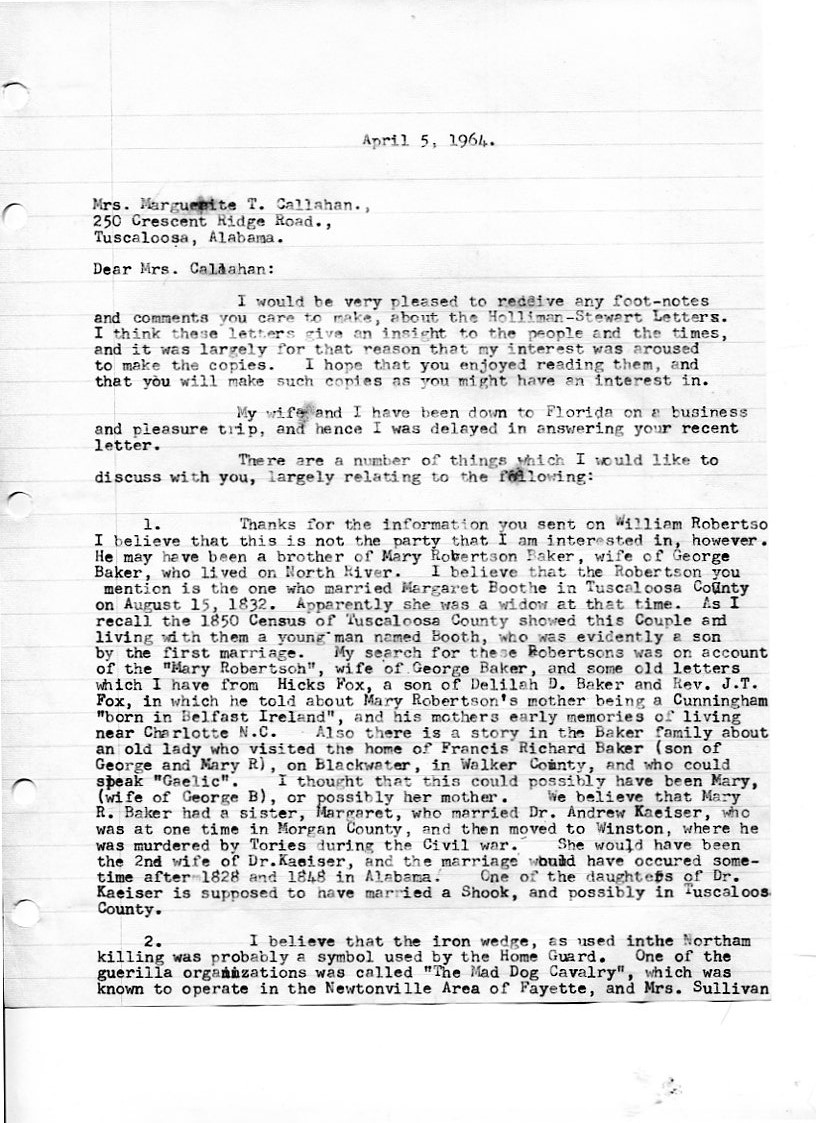 April 5, 1964.
Mrs. Marguerite T. Callahan.,
250 Crescent Ridge Road.,
Tuscaloosa, Alabama.
Dear Mrs. Callahan:
I would be very pleased to receive any foot-notes
and comments you care to make, about the Holliman-Stewart Letters.
I think these letters give an insight to the people and the times,
and it was largely for that reason that my interest was aroused
to make the copies. I hope that you enjoyed reading them, and
that you will make such copies as you might have an interest in.
My wife and I have been down to Florida on a business
and pleasure trip, and hence I was delayed in answering your recent
letter.
There are a number of things which I would like to
discuss with you, largely relating to the following:
1. Thanks for the information you sent on William Robertso
I believe that this is not the party that I am interested in, however.
He may have been a brother of Mary Robertson Baker, wife of George
Baker, who lived on North River. I believe that the Robertson you
mention is the one who married Margaret Boothe in Tuscaloosa County
on August 15, 1832. Apparently she was a widow at that time. As I
recall the 1850 Census of Tuscaloosa County showed this Couple and
living with them a young man named Booth, who was evidently a son
by the first marriage. My search for these Robertsons was on account
of the "Mary Robertson", wife of George Baker, and some old letters
which I have from Hicks Fox, a son of Delilah D. Baker and Rev. J.T.
Fox, in which he told about Mary Robertson's mother being a Cunningham
"born in Belfast Ireland", and his mothers early memories of living
near Charlotte N.C. Also there is a story in the Baker family about
an old lady who visited the home of Francis Richard Baker (son of
George and Mary R), on Blackwater, in Walker County, and who could
speak "Gaelic". I thought that this could possibly have been Mary,
(wife of George B), or possibly her mother. We believe that Mary
R. Baker had a sister, Margaret, who married Dr. Andrew Kaeiser, who
was at one time in Morgan County, and then moved to Winston, where he
was murdered by Tories during the Civil war. She would have been
the 2nd wife of Dr.Kaeiser, and the marriage would have occured some-
time after 1828 and 1848 in Alabama. One of the daughters of Dr.
Kaeiser is supposed to have married a Shook, and possibly in Tuscaloos
County.
2. I believe that the iron wedge, as used inthe Northam
killing was probably a symbol used by the Home Guard. One of the
guerilla organizations was called "The Mad Dog Cavalry", which was
known to operate in the Newtonville Area of Fayette, and Mrs. Sullivan